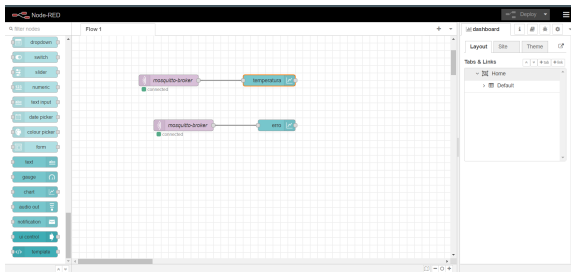 Node-RED
Deploy
filter nodes
Flow 1
dashboard
dropdown
switch
slider
numeric
text input
date picker
colour picker
form
text
abc
gauge
chart
audio out
notification
ui control
template
mosquitto-broker
connected
temperatura
mosquitto-broker
connected
Layout
Site
Theme
Tabs & Links
Home
Default